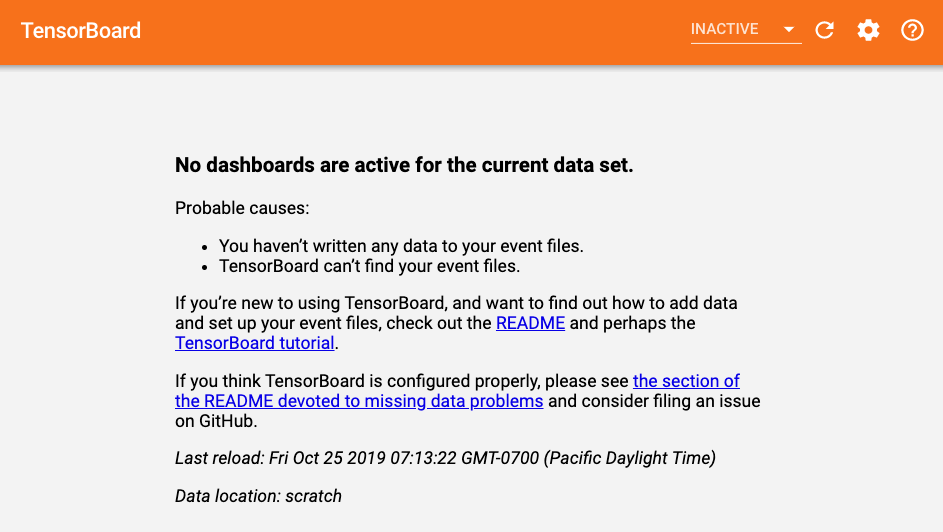 TensorBoard
INACTIVE
No dashboards are active for the current data set.
Probable causes:
• You haven’t written any data to your event files.
• TensorBoard can’t find your event files.
If you’re new to using TensorBoard, and want to find out how to add data
and set up your event files, check out the README and perhaps the
TensorBoard tutorial.
If you think TensorBoard is configured properly, please see the section of
the README devoted to missing data problems and consider filing an issue
on GitHub.
Last reload: Fri Oct 25 2019 07:13:22 GMT-0700 (Pacific Daylight Time)
Data location: scratch